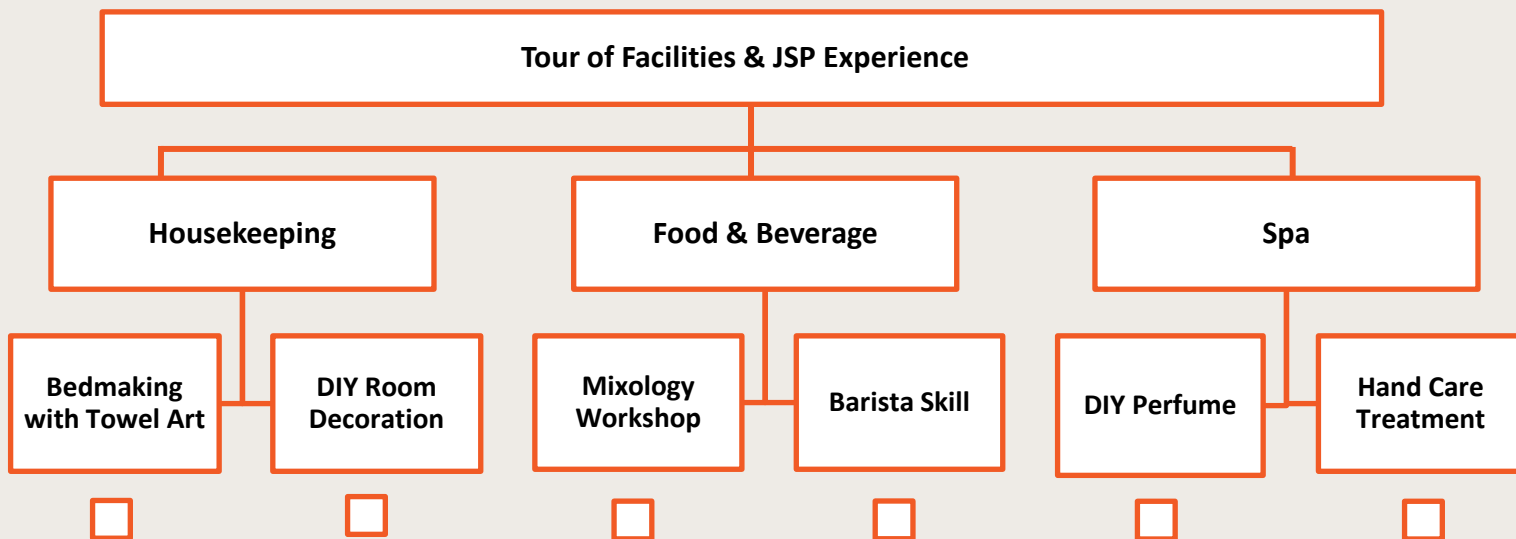 Tour of Facilities & JSP Experience
Housekeeping
Food & Beverage
Spa
Bedmaking
with Towel Art
DIY Room
Decoration
Mixology
Workshop
Barista Skill
DIY Perfume
Hand Care
Treatment